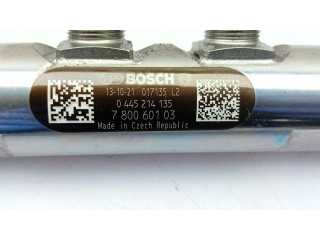 BOSCH
13-10-21 017135 L2
0 445 214 135
7 800 601 03
Made in Czech Republic